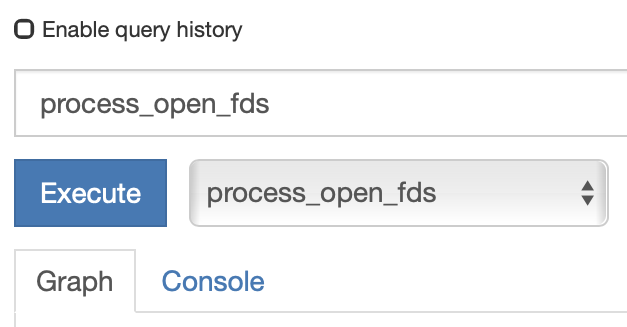 Enable query history
process_open_fds
Execute process_open_fds
Graph Console